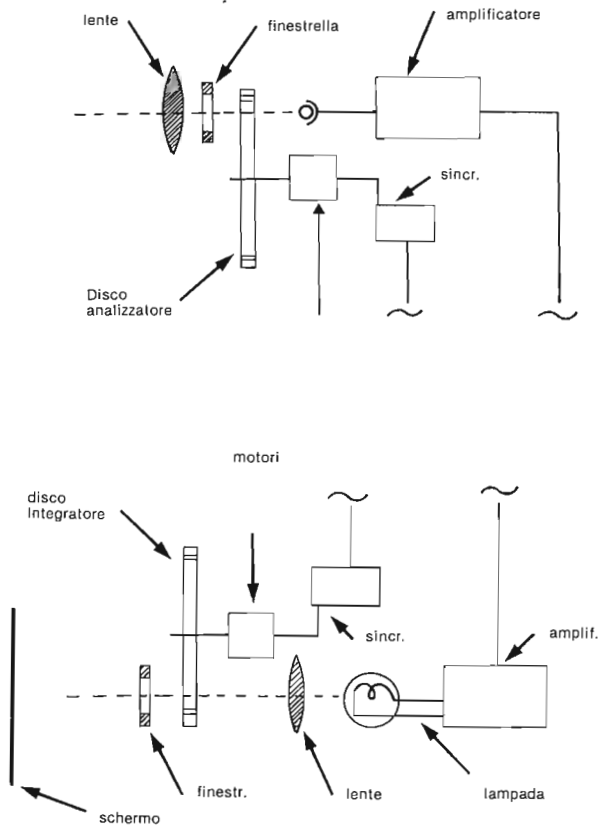 lente
finestrella
amplificatore
sincr.
Disco
analizzatore
motori
disco
Integratore
sincr.
amplif.
finestr.
lente
lampada
schermo